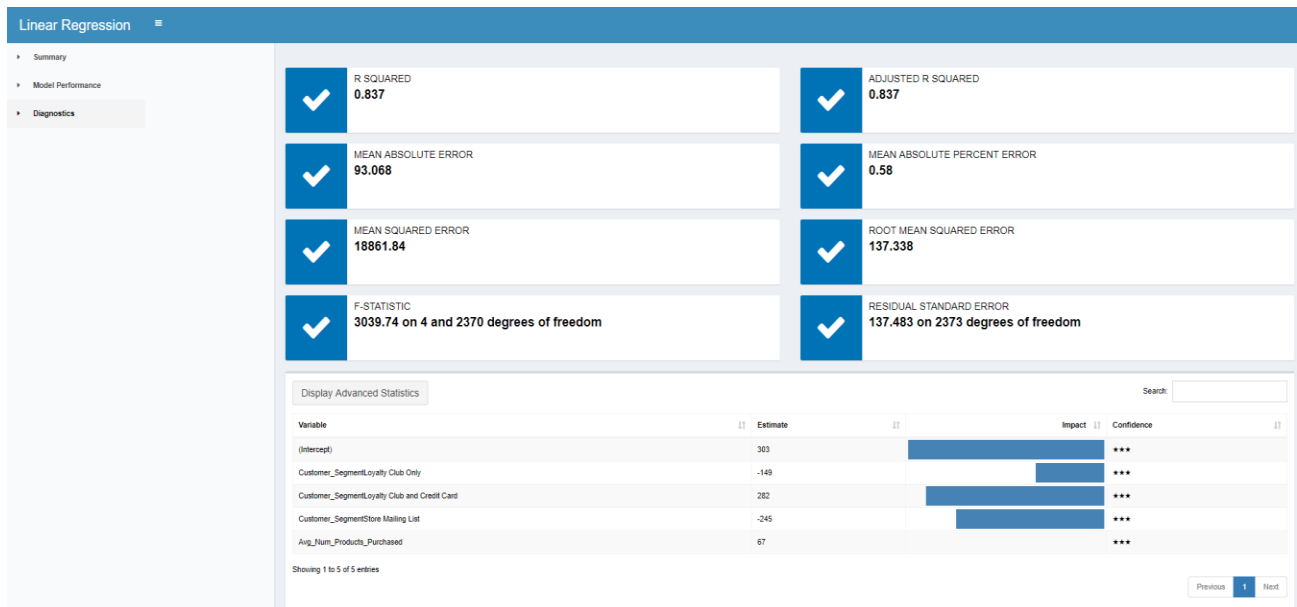 Linear Regression
Summary
Model Performance
Diagnostics
R SQUARED
0.837
ADJUSTED R SQUARED
0.837
MEAN ABSOLUTE ERROR
93.068
MEAN ABSOLUTE PERCENT ERROR
0.58
MEAN SQUARED ERROR
18861.84
ROOT MEAN SQUARED ERROR
137.338
F-STATISTIC
3039.74 on 4 and 2370 degrees of freedom
RESIDUAL STANDARD ERROR
137.483 on 2373 degrees of freedom
Display Advanced Statistics
Search:
Variable Estimate Impact Confidence
(Intercept) 303 ★★★
Customer_SegmentLoyalty Club Only -149 ★★★
Customer_SegmentLoyalty Club and Credit Card 282 ★★★
Customer_SegmentStore Mailing List -245 ★★★
Avg_Num_Products_Purchased 67 ★★★
Showing 1 to 5 of 5 entries
Previous 1 Next